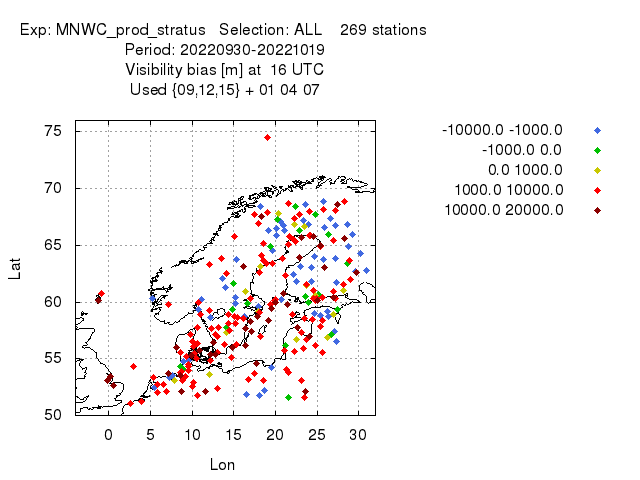 Exp: MNWC_prod_stratus   Selection: ALL    269 stations
Period: 20220930-20221019
Visibility bias [m] at  16 UTC
Used {09,12,15} + 01 04 07
-10000.0 -1000.0
-1000.0 0.0
0.0 1000.0
1000.0 10000.0
10000.0 20000.0
75
70
65
60
55
50
Lat
0 5 10 15 20 25 30
Lon